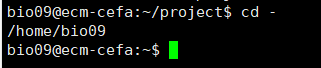 bio09@ecm-cefa:~/project$ cd -
/home/bio09
bio09@ecm-cefa:~$